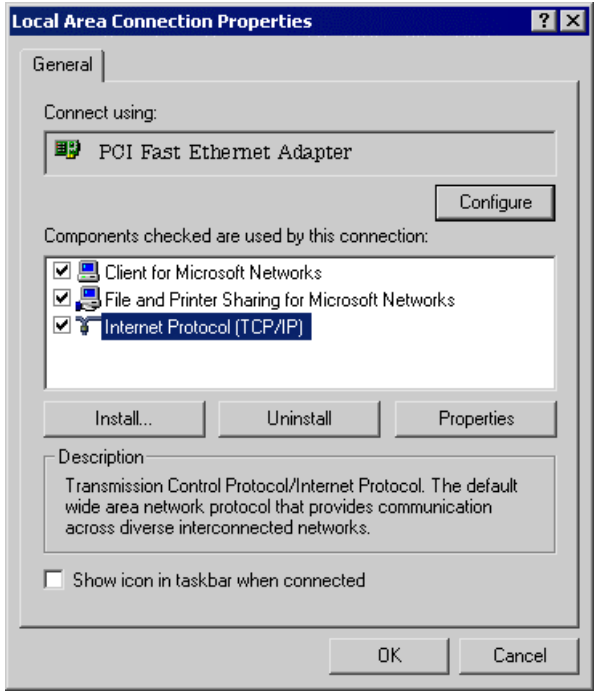 Local Area Connection Properties
General
Connect using:
PCI Fast Ethernet Adapter
Configure
Components checked are used by this connection:
Client for Microsoft Networks
File and Printer Sharing for Microsoft Networks
Internet Protocol (TCP/IP)
Install... Uninstall Properties
Description
Transmission Control Protocol/Internet Protocol. The default
wide area network protocol that provides communication
across diverse interconnected networks.
Show icon in taskbar when connected
OK Cancel